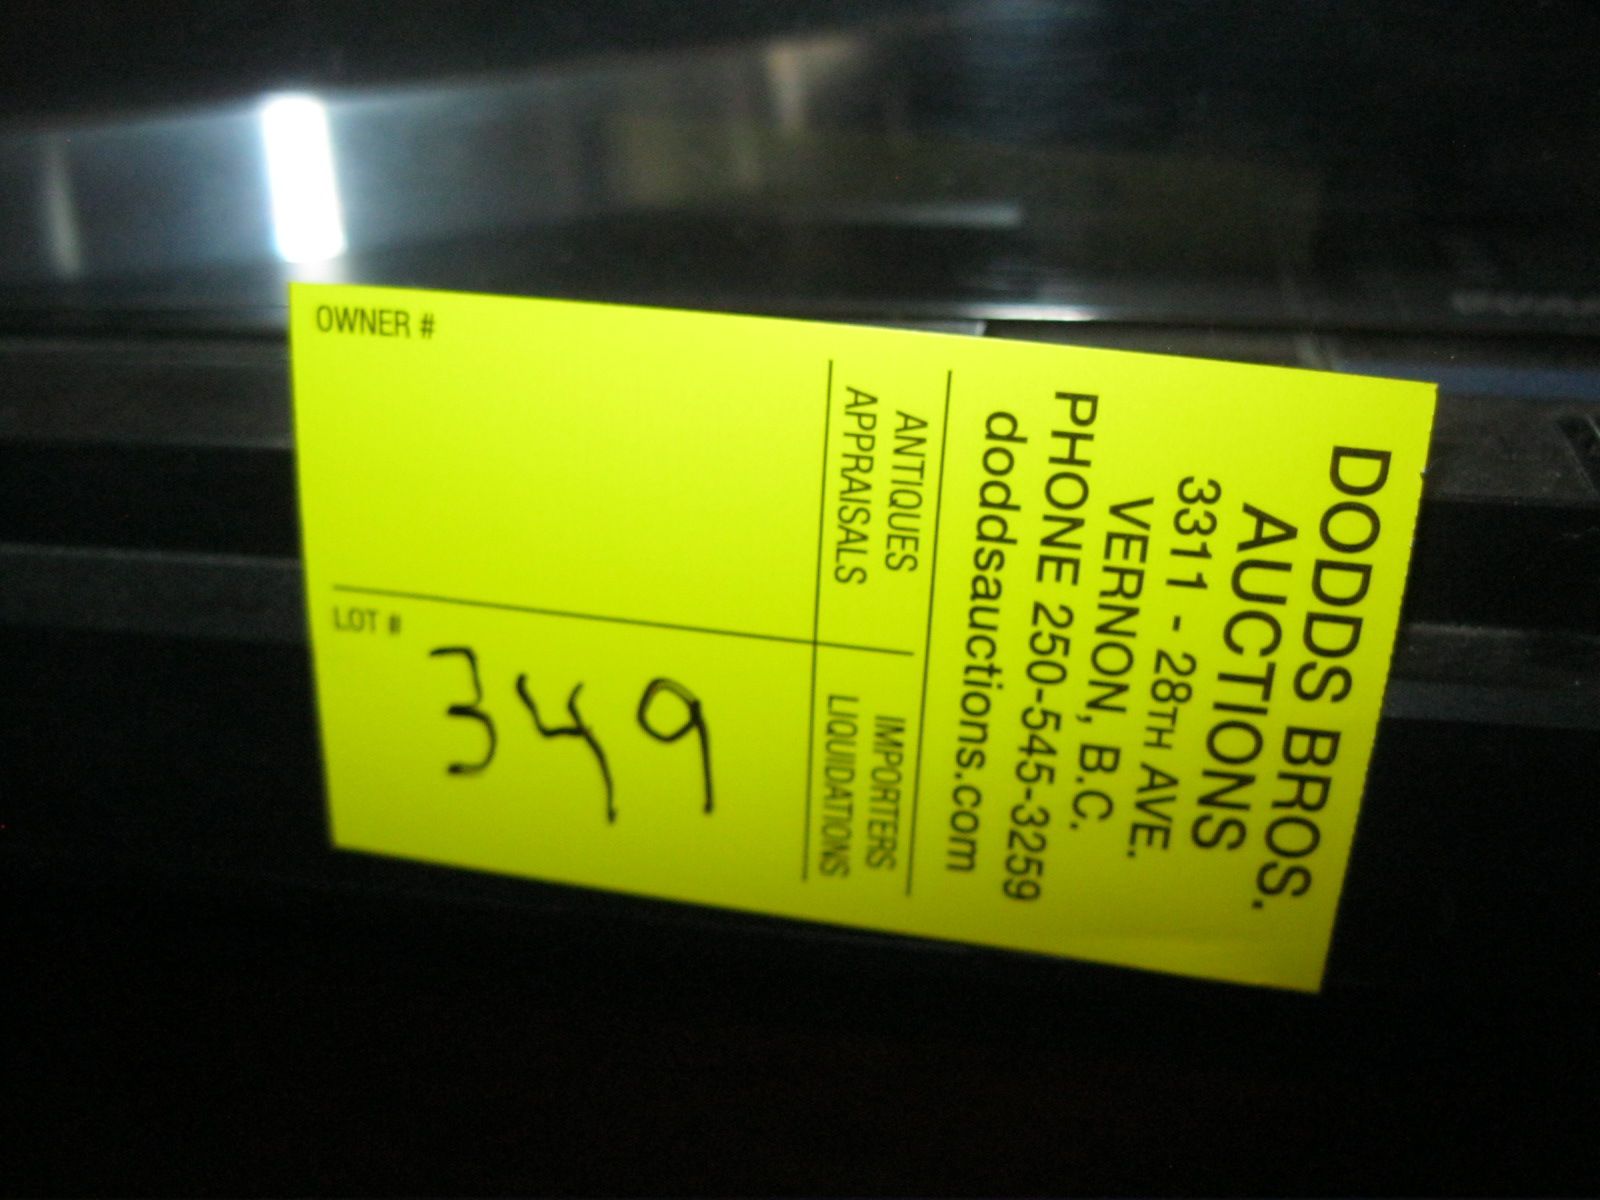 DODDS BROS.
AUCTIONS
3311 - 28TH AVE.
VERNON, B.C.
PHONE 250-545-3259
doddsauctions.com
ANTIQUES
APPRAISALS
IMPORTERS
LIQUIDATIONS
OWNER #
LOT #
349